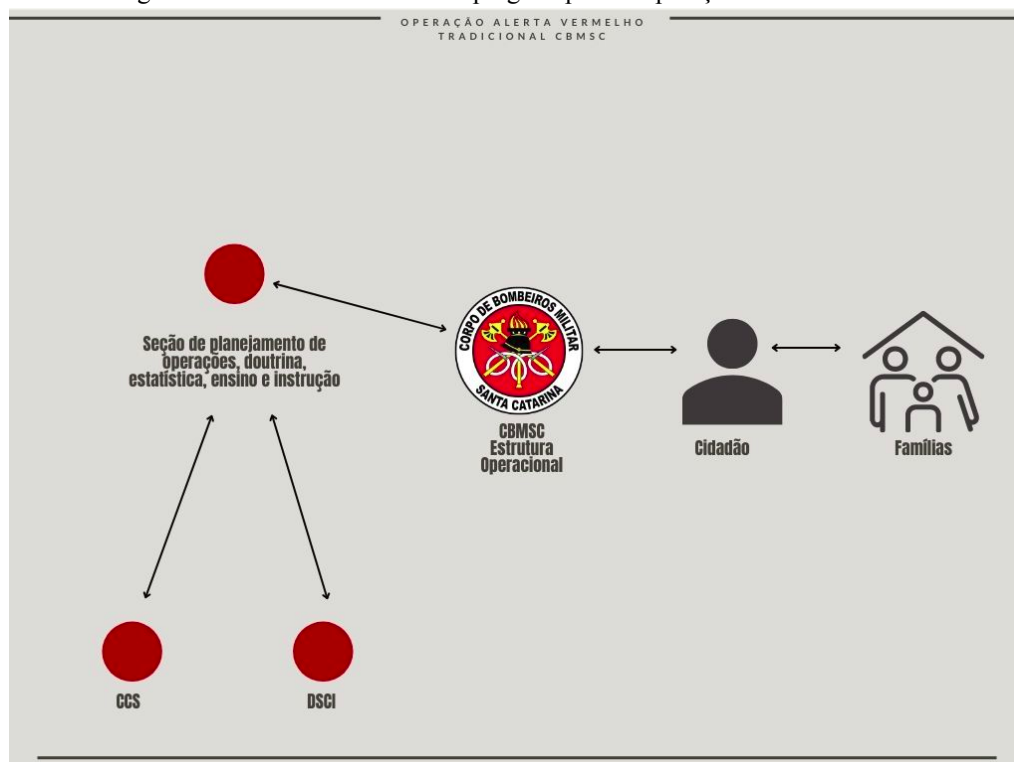 OPERAÇÃO ALERTA VERMELHO
TRADICIONAL CBMSC
Seção de planejamento de
operações, doutrina,
estatística, ensino e instrução
CORPO DE BOMBEIROS MILITAR
SANTA CATARINA
CBMSC
Estrutura
Operacional
Cidadão
Famílias
CCS
DSCI